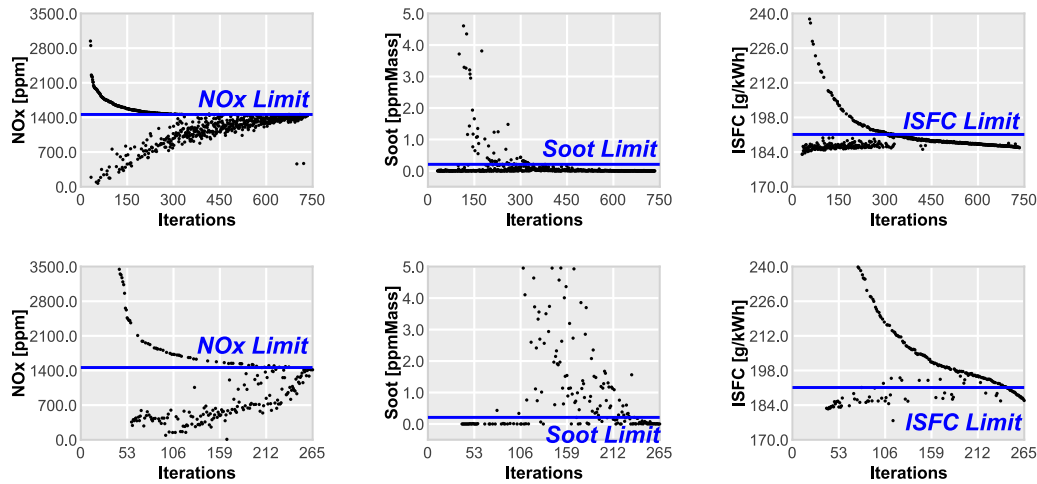 NOx [ppm]
3500.0
2800.0
2100.0
1400.0
700.0
0.0
NOx Limit
0 150 300 450 600 750
Iterations
Soot [ppmMass]
5.0
4.0
3.0
2.0
1.0
0.0
Soot Limit
0 150 300 450 600 750
Iterations
ISFC [g/kWh]
240.0
226.0
212.0
198.0
184.0
170.0
ISFC Limit
0 150 300 450 600 750
Iterations
NOx [ppm]
3500.0
2800.0
2100.0
1400.0
700.0
0.0
NOx Limit
0 53 106 159 212 265
Iterations
Soot [ppmMass]
5.0
4.0
3.0
2.0
1.0
0.0
Soot Limit
0 53 106 159 212 265
Iterations
ISFC [g/kWh]
240.0
226.0
212.0
198.0
184.0
170.0
ISFC Limit
0 53 106 159 212 265
Iterations